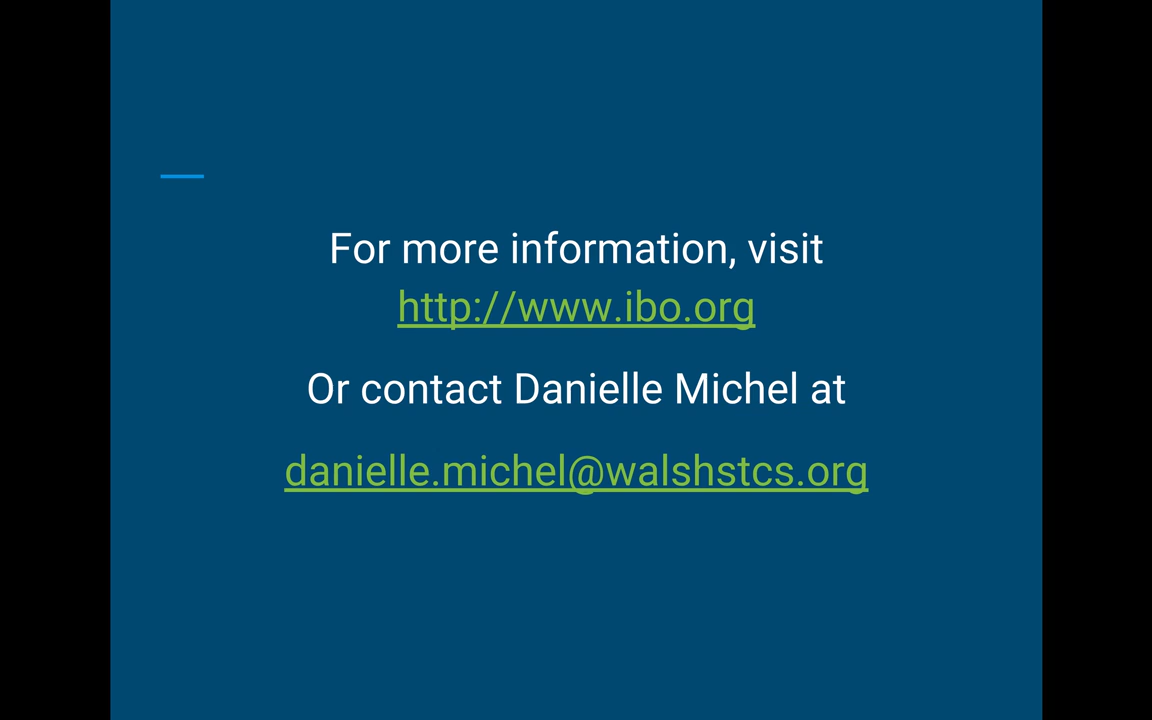 For more information, visit
http://www.ibo.org
Or contact Danielle Michel at
danielle.michel@walshstcs.org